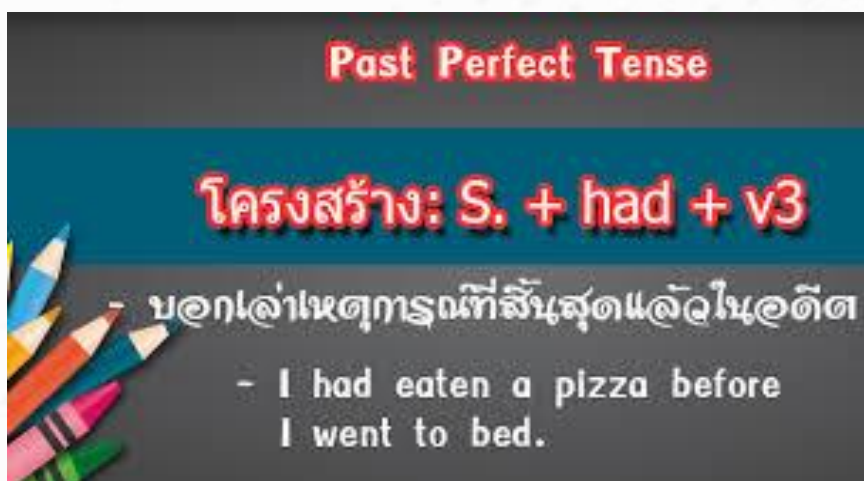 Past Perfect Tense
โครงสร้าง: S. + had + v3
- บอกเล่าเหตุการณ์ที่สิ้นสุดแล้วในอดีต
- I had eaten a pizza before
I went to bed.